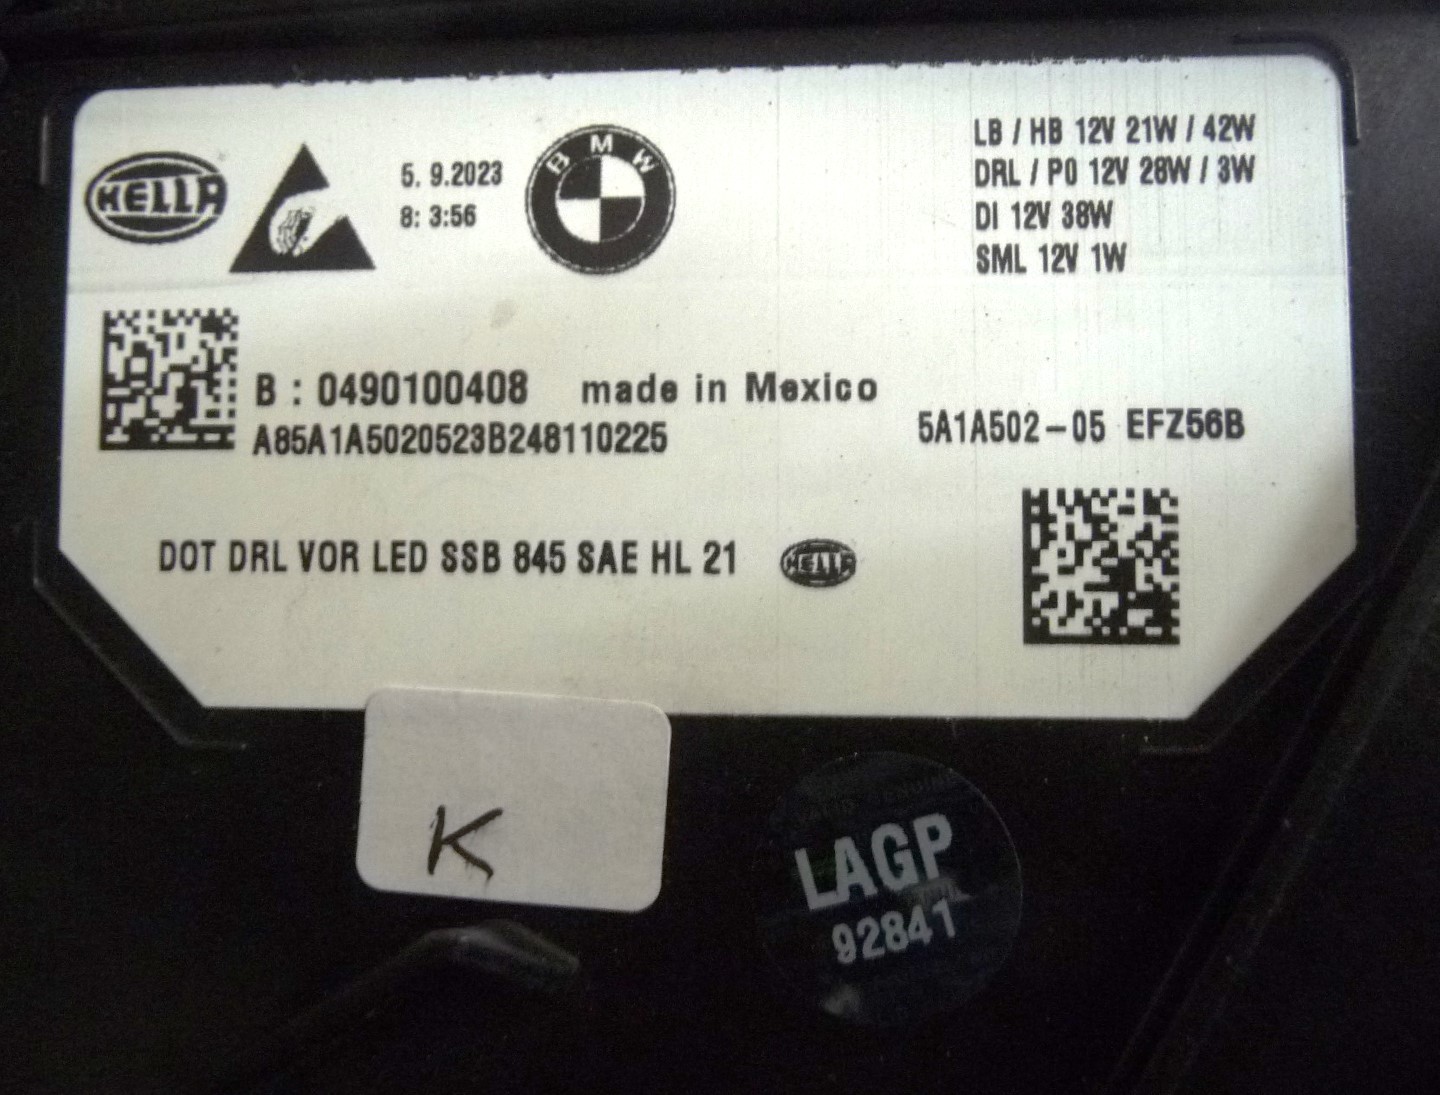 HELLA
5. 9.2023
8: 3:56
BMW
LB / HB 12V 21W / 42W
DRL / PO 12V 28W / 3W
DI 12V 38W
SML 12V 1W
B : 0490100408 made in Mexico
A85A1A5020523B248110225
5A1A502-05 EFZ56B
DOT DRL VOR LED SSB 845 SAE HL 21 HELLA
K
LAGP
92841